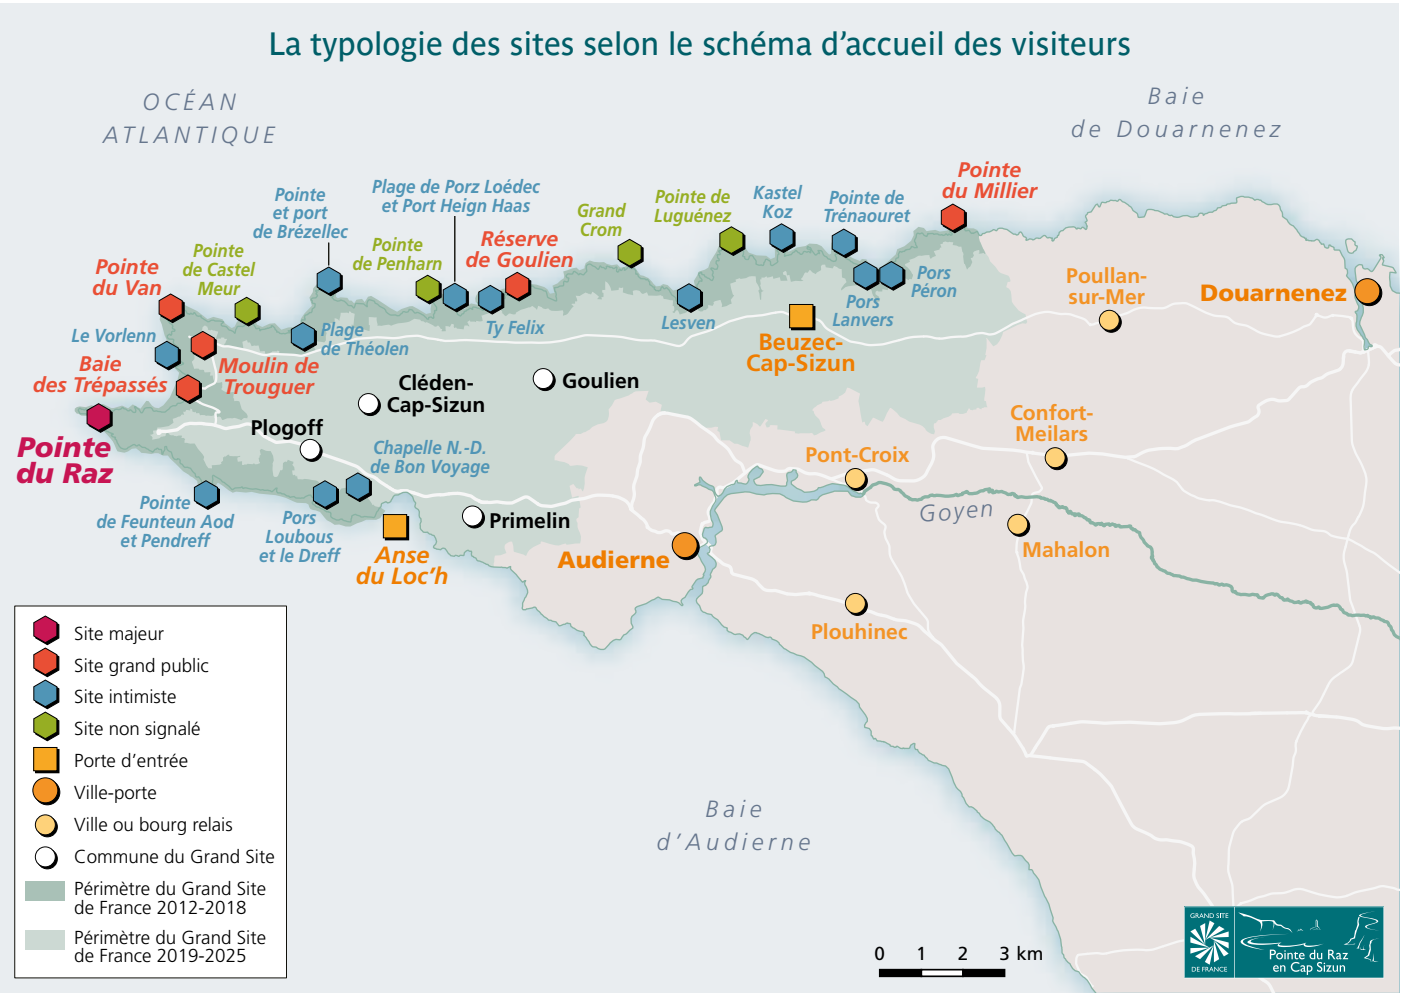 La typologie des sites selon le schéma d’accueil des visiteurs
OCÉAN
ATLANTIQUE
Baie
de Douarnenez
Pointe
du Millier
Pointe
et port
de Brézellec
Plage de Porz Loédec
et Port Heign Haas
Grand
Crom
Pointe de
Luguénez
Kastel
Koz
Pointe de
Trénaouret
Pointe
du Van
Pointe
de Castel
Meur
Pointe
de Penharn
Réserve
de Goulien
Pors
Péron
Pors
Lanvers
Poullan-
sur-Mer
Douarnenez
Le Vorlenn
Plage
de Théolen
Ty Felix
Lesven
Beuzec-
Cap-Sizun
Baie
des Trépassés
Moulin de
Trouguer
Cléden-
Cap-Sizun
Goulien
Pointe
du Raz
Plogoff
Chapelle N.-D.
de Bon Voyage
Confort-
Meilars
Pont-Croix
Goyen
Pointe
de Feunteun Aod
et Pendreff
Pors
Loubous
et le Dreff
Anse
du Loc’h
Primelin
Audierne
Mahalon
Plouhinec
Site majeur
Site grand public
Site intimiste
Site non signalé
Porte d’entrée
Ville-porte
Ville ou bourg relais
Commune du Grand Site
Périmètre du Grand Site
de France 2012-2018
Périmètre du Grand Site
de France 2019-2025
Baie
d’Audierne
0 1 2 3 km
GRAND SITE
DE FRANCE
Pointe du Raz
en Cap Sizun